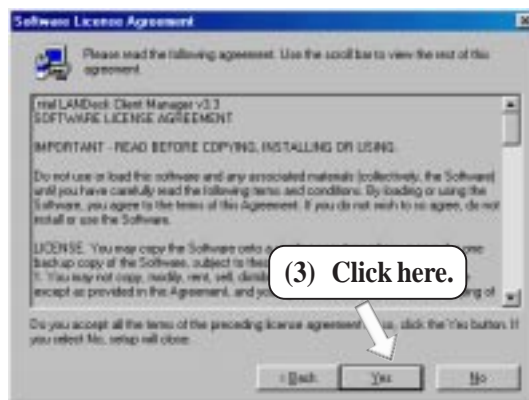 Software License Agreement
Please read the following agreement. Use the scroll bar to view the rest of this
agreement.
Intel LANDesk Client Manager v3.3
SOFTWARE LICENSE AGREEMENT
IMPORTANT - READ BEFORE COPYING, INSTALLING OR USING.
Do not use or load this software and any associated materials (collectively, the Software)
until you have carefully read the following terms and conditions. By loading or using the
Software, you agree to the terms of this Agreement. If you do not wish to so agree, do not
install or use the Software.
LICENSE. You may copy the Software onto a one
backup copy of the Software, subject to
1. You may not copy, modify, rent, sell,
except as provided in this Agreement, and you of
(3) Click here.
Do you accept all the terms of the preceding license agreement click the Yes button. If
you select No, setup will close.
< Back
Yes
No